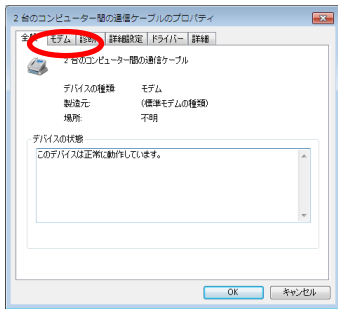 2 台のコンピューター間の通信ケーブルのプロパティ
全般 モデム 診断 詳細設定 ドライバー 詳細
2 台のコンピューター間の通信ケーブル
デバイスの種類 モデム
製造元: (標準モデムの種類)
場所: 不明
デバイスの状態
このデバイスは正常に動作しています。
OK キャンセル